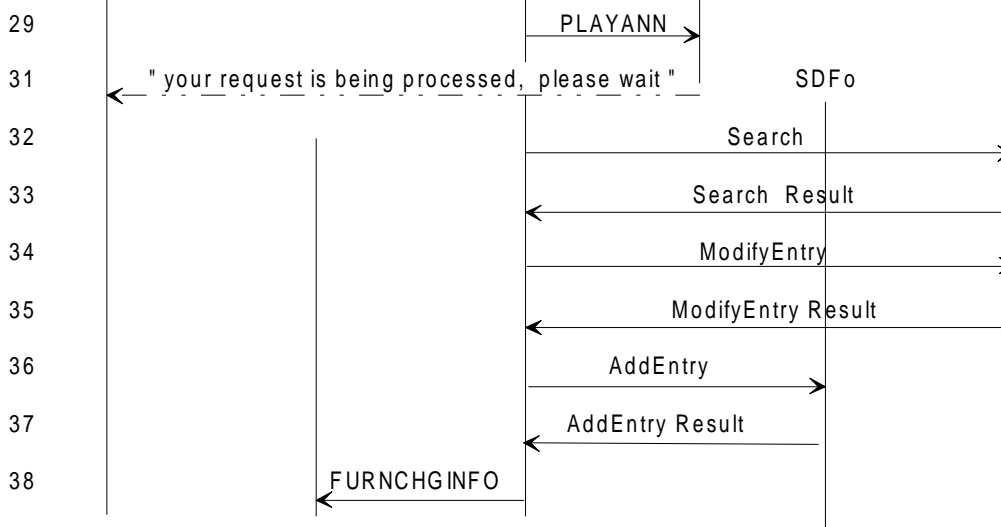 29 PLAYANN
31 " your request is being processed, please wait " SDFo
32 Search
33 Search Result
34 ModifyEntry
35 ModifyEntry Result
36 AddEntry
37 AddEntry Result
38 FURNCHGINFO